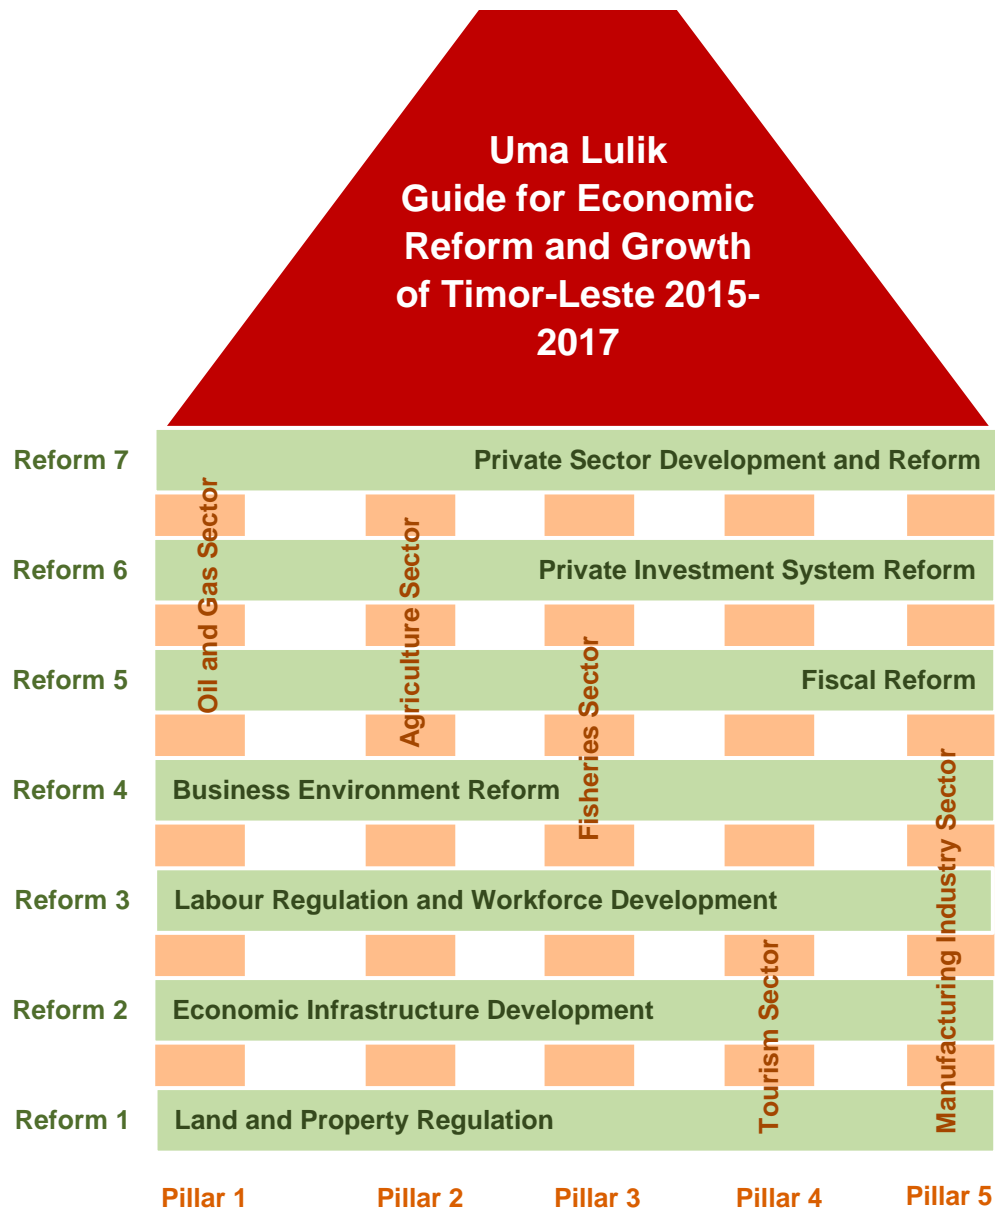 Uma Lulik
Guide for Economic
Reform and Growth
of Timor-Leste 2015-
2017
Reform 7
Private Sector Development and Reform
Reform 6
Private Investment System Reform
Reform 5
Fiscal Reform
Reform 4
Business Environment Reform
Reform 3
Labour Regulation and Workforce Development
Reform 2
Economic Infrastructure Development
Reform 1
Land and Property Regulation
Oil and Gas Sector
Agriculture Sector
Fisheries Sector
Tourism Sector
Manufacturing Industry Sector
Pillar 1
Pillar 2
Pillar 3
Pillar 4
Pillar 5